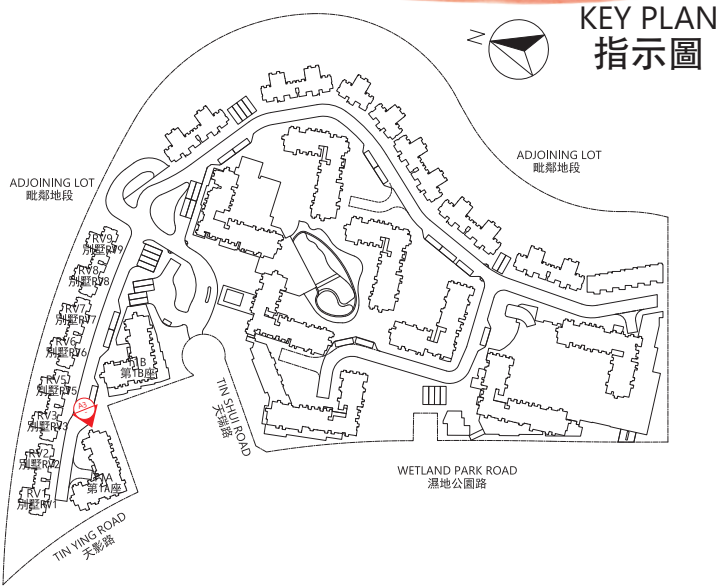 KEY PLAN
指示圖
N
ADJOINING LOT
毗鄰地段
ADJOINING LOT
毗鄰地段
RV9
別墅RV9
RV8
別墅RV8
RV7
別墅RV7
RV6
別墅RV6
RV5
別墅RV5
RV3
別墅RV3
RV2
別墅RV2
RV1
別墅RV1
T1B
第1B座
A3
T1A
第1A座
TIN SHUI ROAD
天瑞路
WETLAND PARK ROAD
濕地公園路
TIN YING ROAD
天影路